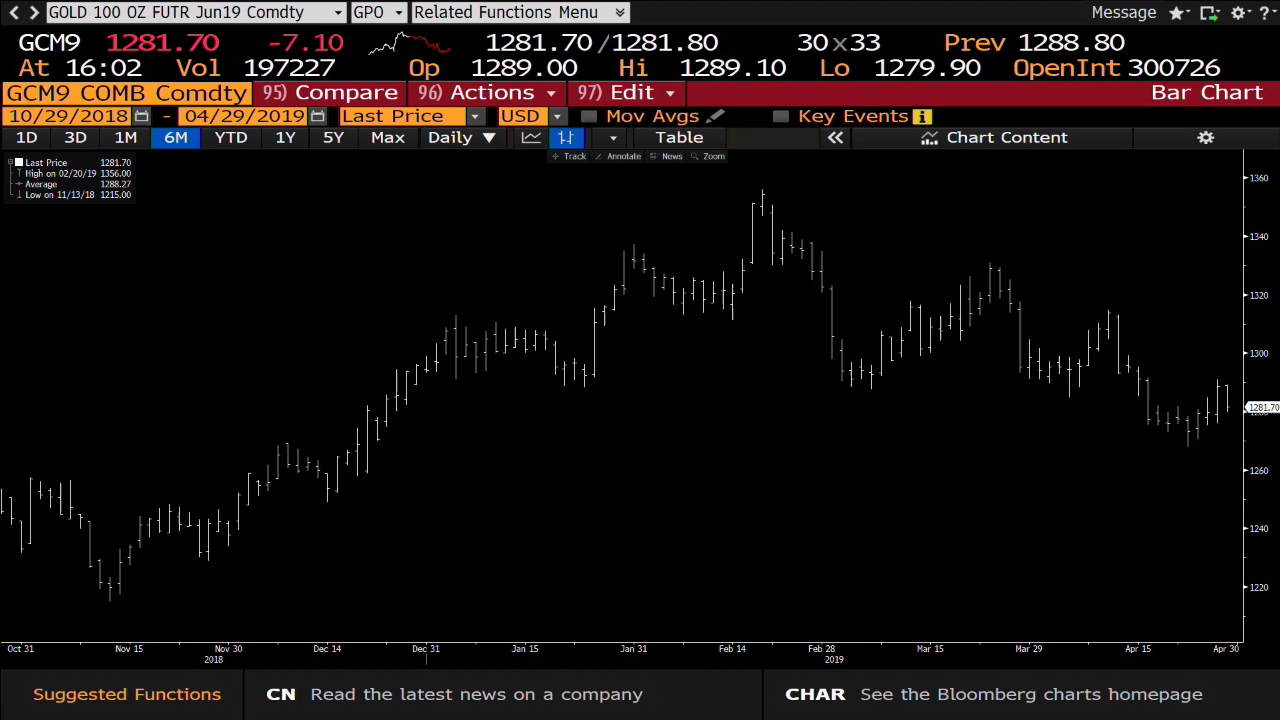 GOLD 100 OZ FUTR Jun19 Comdty GPO Related Functions Menu Message ?
GCM9 1281.70 -7.10 1281.70 /1281.80 30x33 Prev 1288.80
At 16:02 Vol 197227 Op 1289.00 Hi 1289.10 Lo 1279.90 OpenInt 300726
GCM9 COMB Comdty 95) Compare 96) Actions 97) Edit Bar Chart
10/29/2018 - 04/29/2019 Last Price USD Mov Avgs Key Events i
1D 3D 1M 6M YTD 1Y 5Y Max Daily ▼ Table « Chart Content
Track Annotate News Zoom
Last Price 1281.70
High on 02/20/19 1356.00
Average 1288.27
Low on 11/13/18 1215.00
1360
1340
1320
1300
1281.70
1280
1260
1240
1220
Oct 31 Nov 15 Nov 30 Dec 14 Dec 31 Jan 15 Jan 31 Feb 14 Feb 28 Mar 15 Mar 29 Apr 15 Apr 30
2018 2019
Suggested Functions CN Read the latest news on a company CHAR See the Bloomberg charts homepage